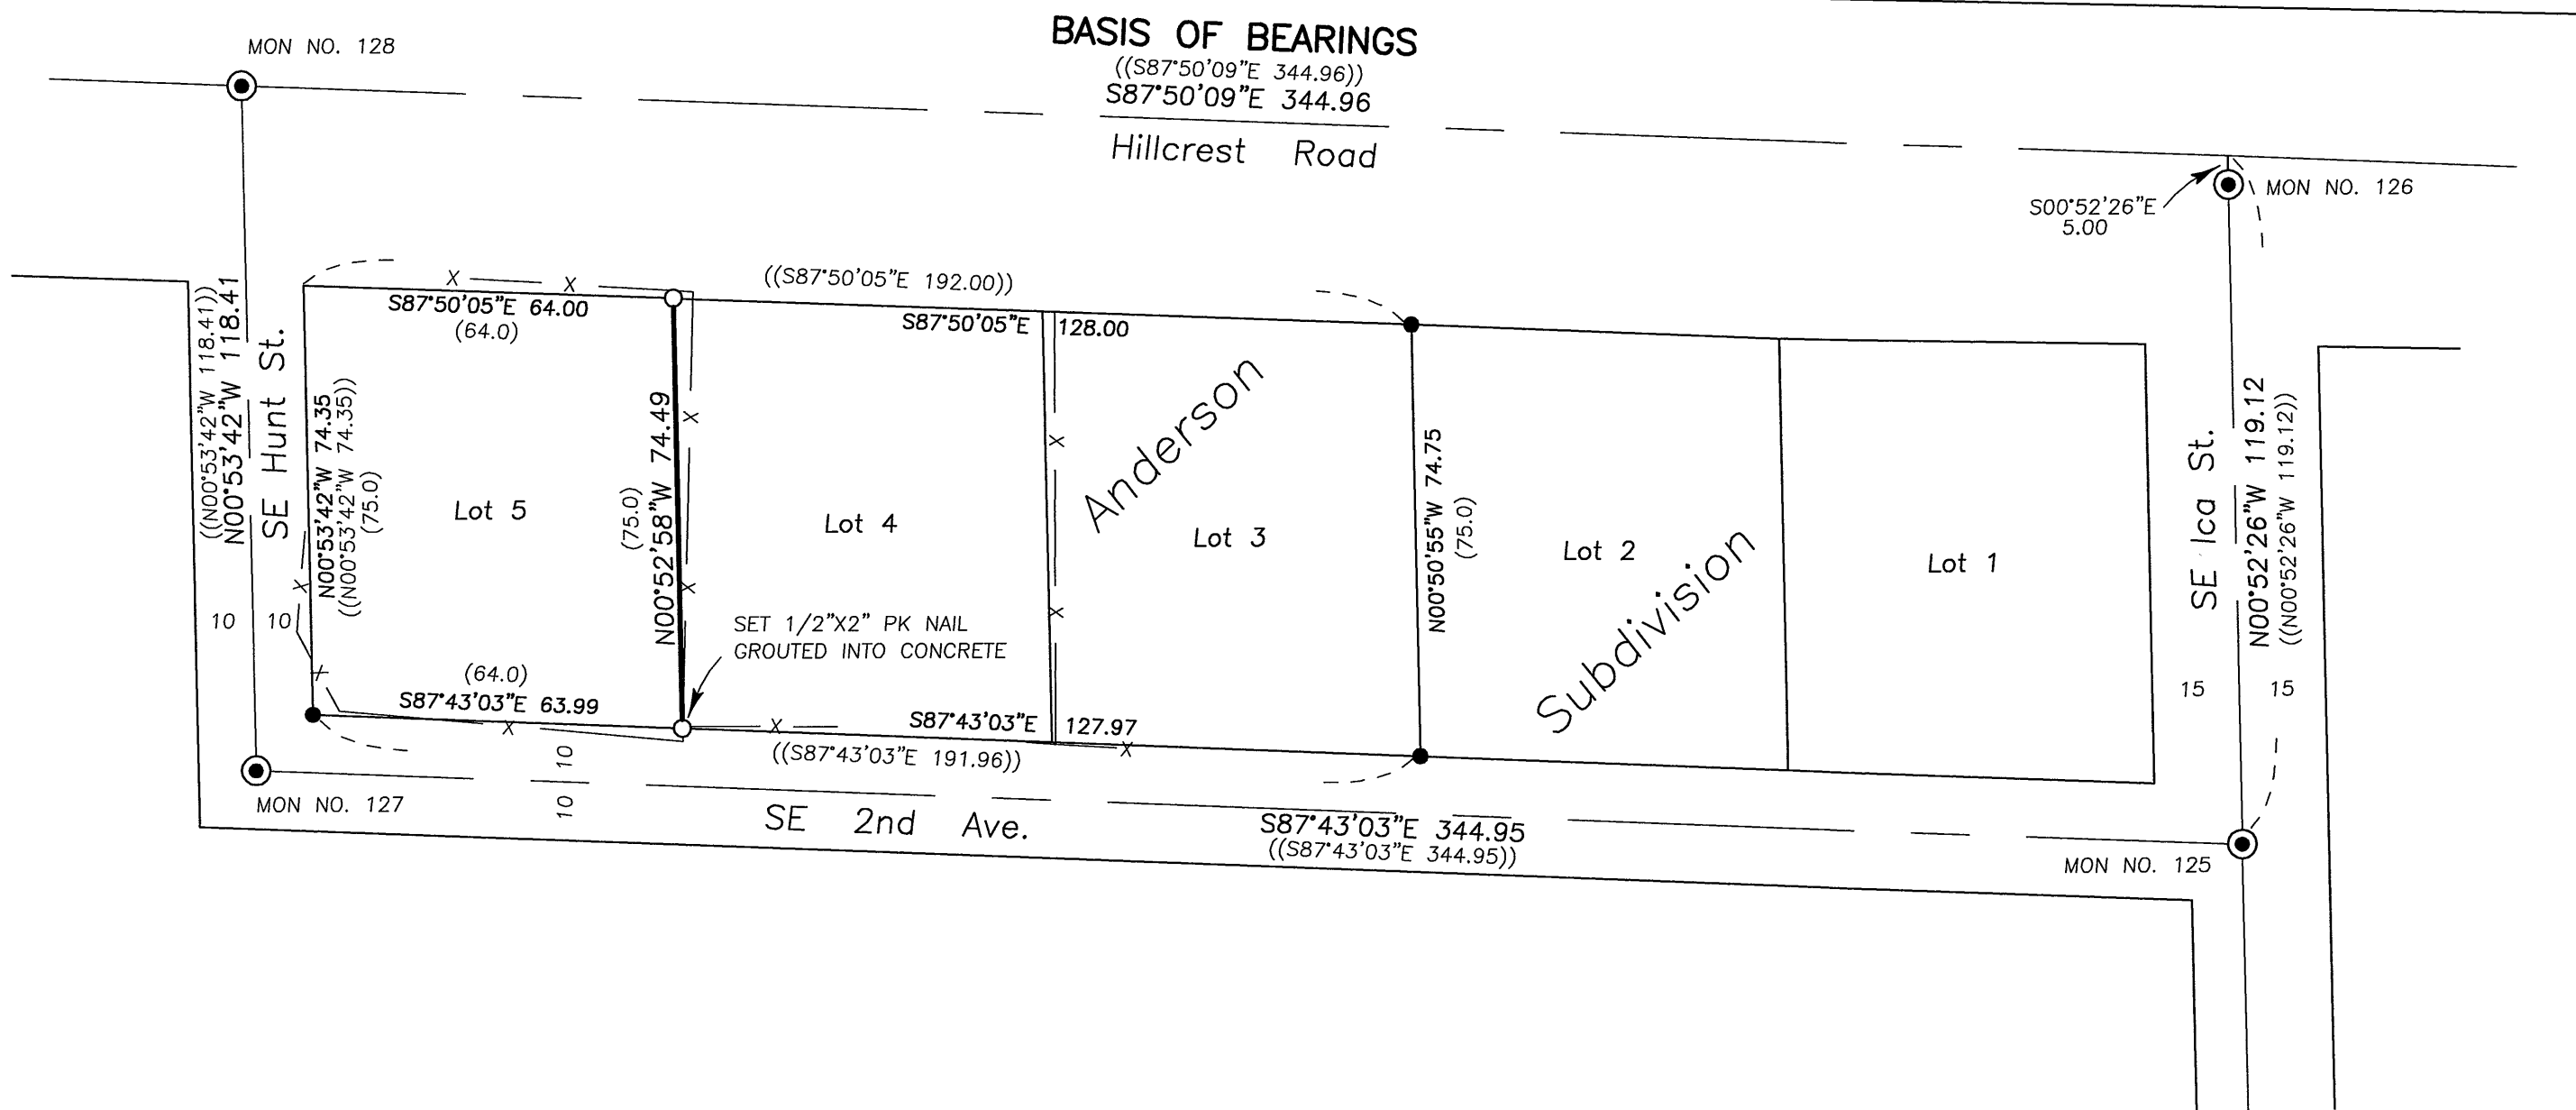 BASIS OF BEARINGS
((S87°50'09"E 344.96))
S87°50'09"E 344.96
Hillcrest Road
MON NO. 128
MON NO. 126
S00°52'26"E
5.00
((S87°50'05"E 192.00))
S87°50'05"E 64.00
(64.0)
S87°50'05"E 128.00
((N00°53'42"W 118.41))
N00°53'42"W 118.41
SE Hunt St.
N00°53'42"W 74.35
((N00°53'42"W 74.35))
(75.0)
Lot 5
(75.0)
N00°52'58"W 74.49
Lot 4
Anderson
Lot 3
N00°50'55"W 74.75
(75.0)
Lot 2
Subdivision
Lot 1
SE Ica St.
N00°52'26"W 119.12
((N00°52'26"W 119.12))
10 10
15 15
SET 1/2"X2" PK NAIL
GROUTED INTO CONCRETE
(64.0)
S87°43'03"E 63.99
S87°43'03"E 127.97
((S87°43'03"E 191.96))
10
10
MON NO. 127
SE 2nd Ave.
S87°43'03"E 344.95
((S87°43'03"E 344.95))
MON NO. 125